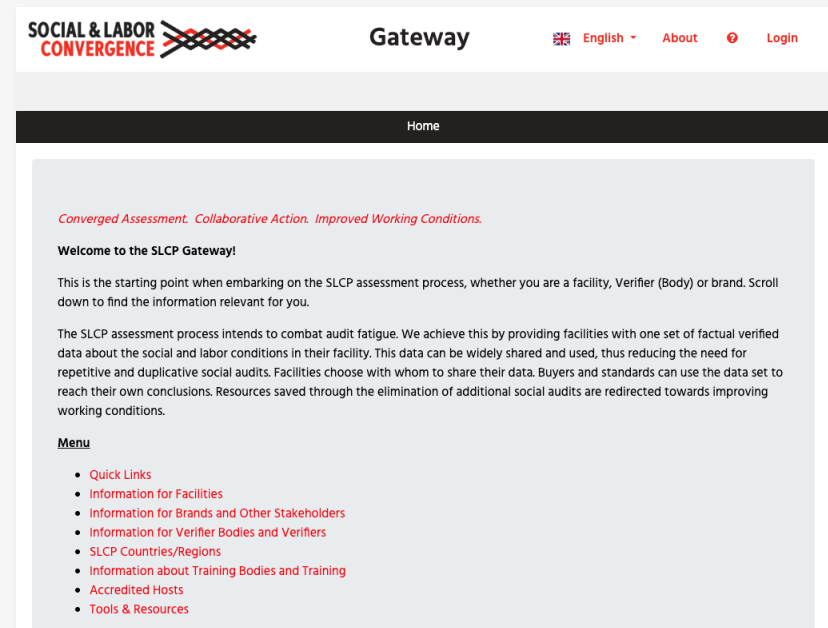 SOCIAL & LABOR
CONVERGENCE
Gateway
English
About
?
Login
Home
Converged Assessment. Collaborative Action. Improved Working Conditions.
Welcome to the SLCP Gateway!
This is the starting point when embarking on the SLCP assessment process, whether you are a facility, Verifier (Body) or brand. Scroll
down to find the information relevant for you.
The SLCP assessment process intends to combat audit fatigue. We achieve this by providing facilities with one set of factual verified
data about the social and labor conditions in their facility. This data can be widely shared and used, thus reducing the need for
repetitive and duplicative social audits. Facilities choose with whom to share their data. Buyers and standards can use the data set to
reach their own conclusions. Resources saved through the elimination of additional social audits are redirected towards improving
working conditions.
Menu
Quick Links
Information for Facilities
Information for Brands and Other Stakeholders
Information for Verifier Bodies and Verifiers
SLCP Countries/Regions
Information about Training Bodies and Training
Accredited Hosts
Tools & Resources